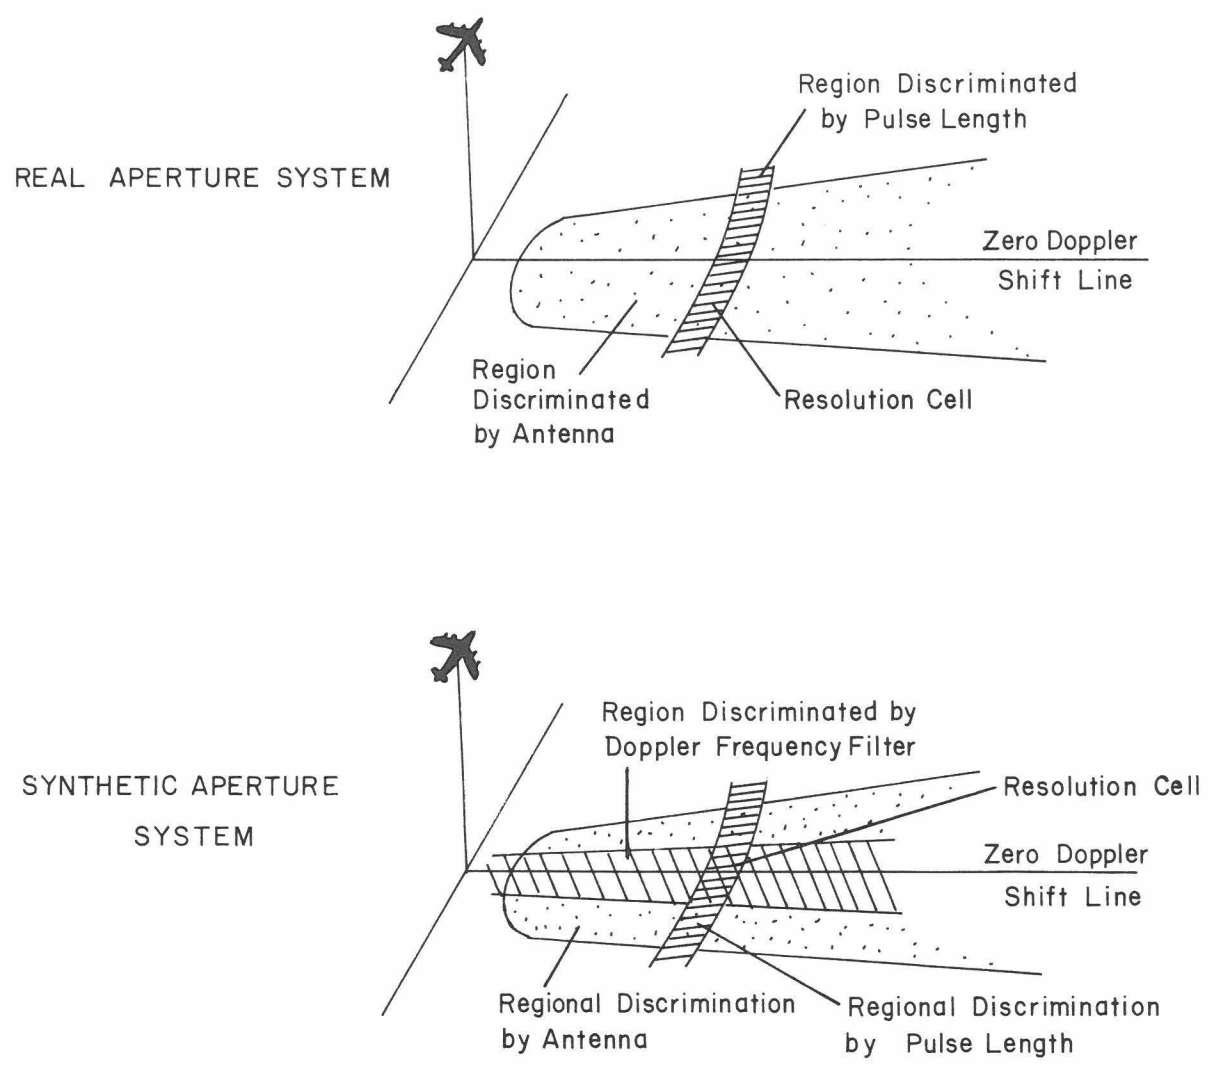 Region Discriminated
by Pulse Length
REAL APERTURE SYSTEM
Zero Doppler
Shift Line
Region
Discriminated
by Antenna
Resolution Cell
Region Discriminated by
Doppler Frequency Filter
SYNTHETIC APERTURE
SYSTEM
Resolution Cell
Zero Doppler
Shift Line
Regional Discrimination
by Antenna
Regional Discrimination
by Pulse Length